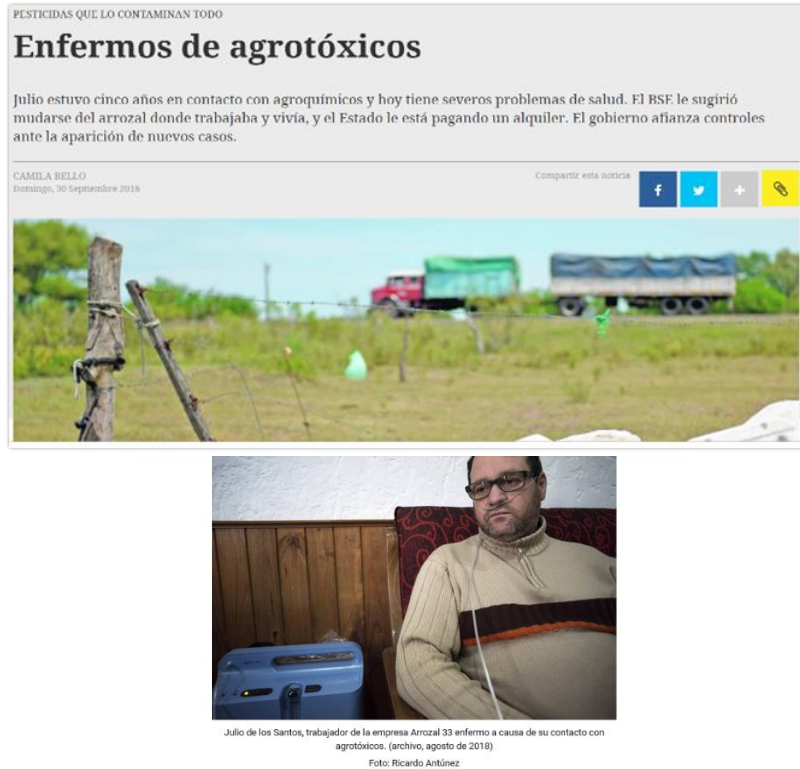 PESTICIDAS QUE LO CONTAMINAN TODO
Enfermos de agrotóxicos
Julio estuvo cinco años en contacto con agroquímicos y hoy tiene severos problemas de salud. El BSE le sugirió
mudarse del arrozal donde trabajaba y vivía, y el Estado le está pagando un alquiler. El gobierno afianza controles
ante la aparición de nuevos casos.
CAMILA BELLO
Compartir esta noticia
Domingo, 30 Septiembre 2018
Julio de los Santos, trabajador de la empresa Arrozal 33 enfermo a causa de su contacto con
agrotóxicos. (archivo, agosto de 2018)
Foto: Ricardo Antúnez